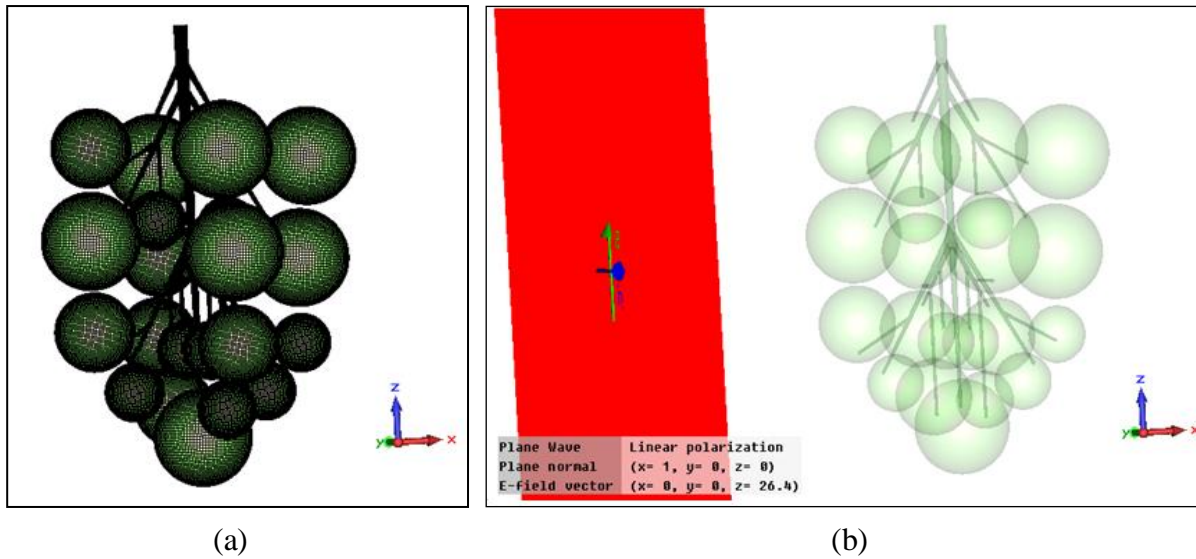 z
y
x
Plane Wave Linear polarization
Plane normal (x= 1, y= 0, z= 0)
E-field vector (x= 0, y= 0, z= 26.4)
z
y
x
(a)
(b)